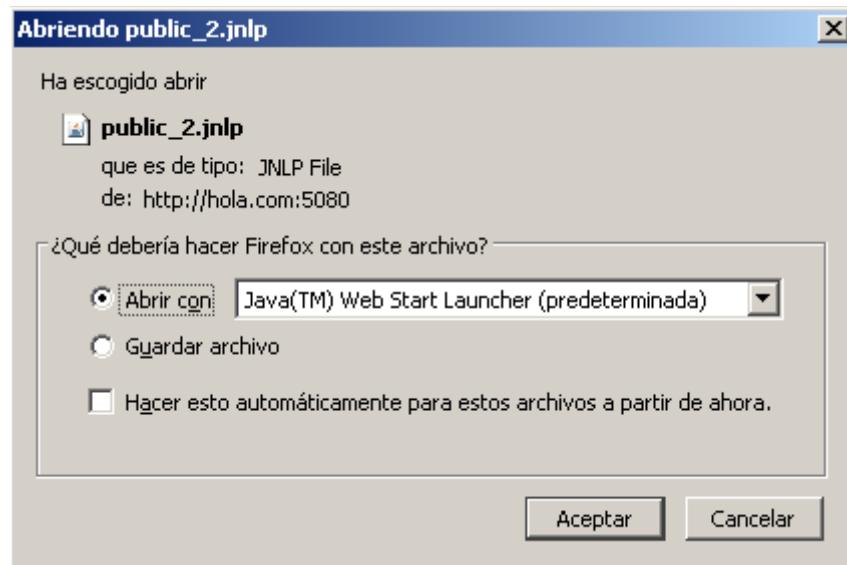 Abriendo public_2.jnlp
Ha escogido abrir
public_2.jnlp
que es de tipo: JNLP File
de: http://hola.com:5080
¿Qué debería hacer Firefox con este archivo?
Abrir con Java(TM) Web Start Launcher (predeterminada)
Guardar archivo
Hacer esto automáticamente para estos archivos a partir de ahora.
Aceptar Cancelar